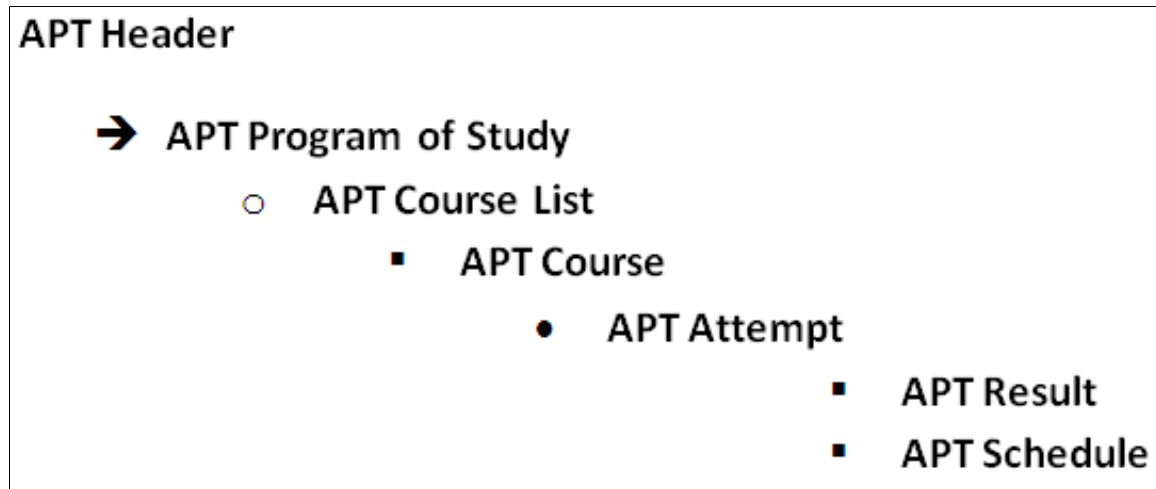 APT Header
➔ APT Program of Study
○ APT Course List
▪ APT Course
• APT Attempt
▪ APT Result
▪ APT Schedule